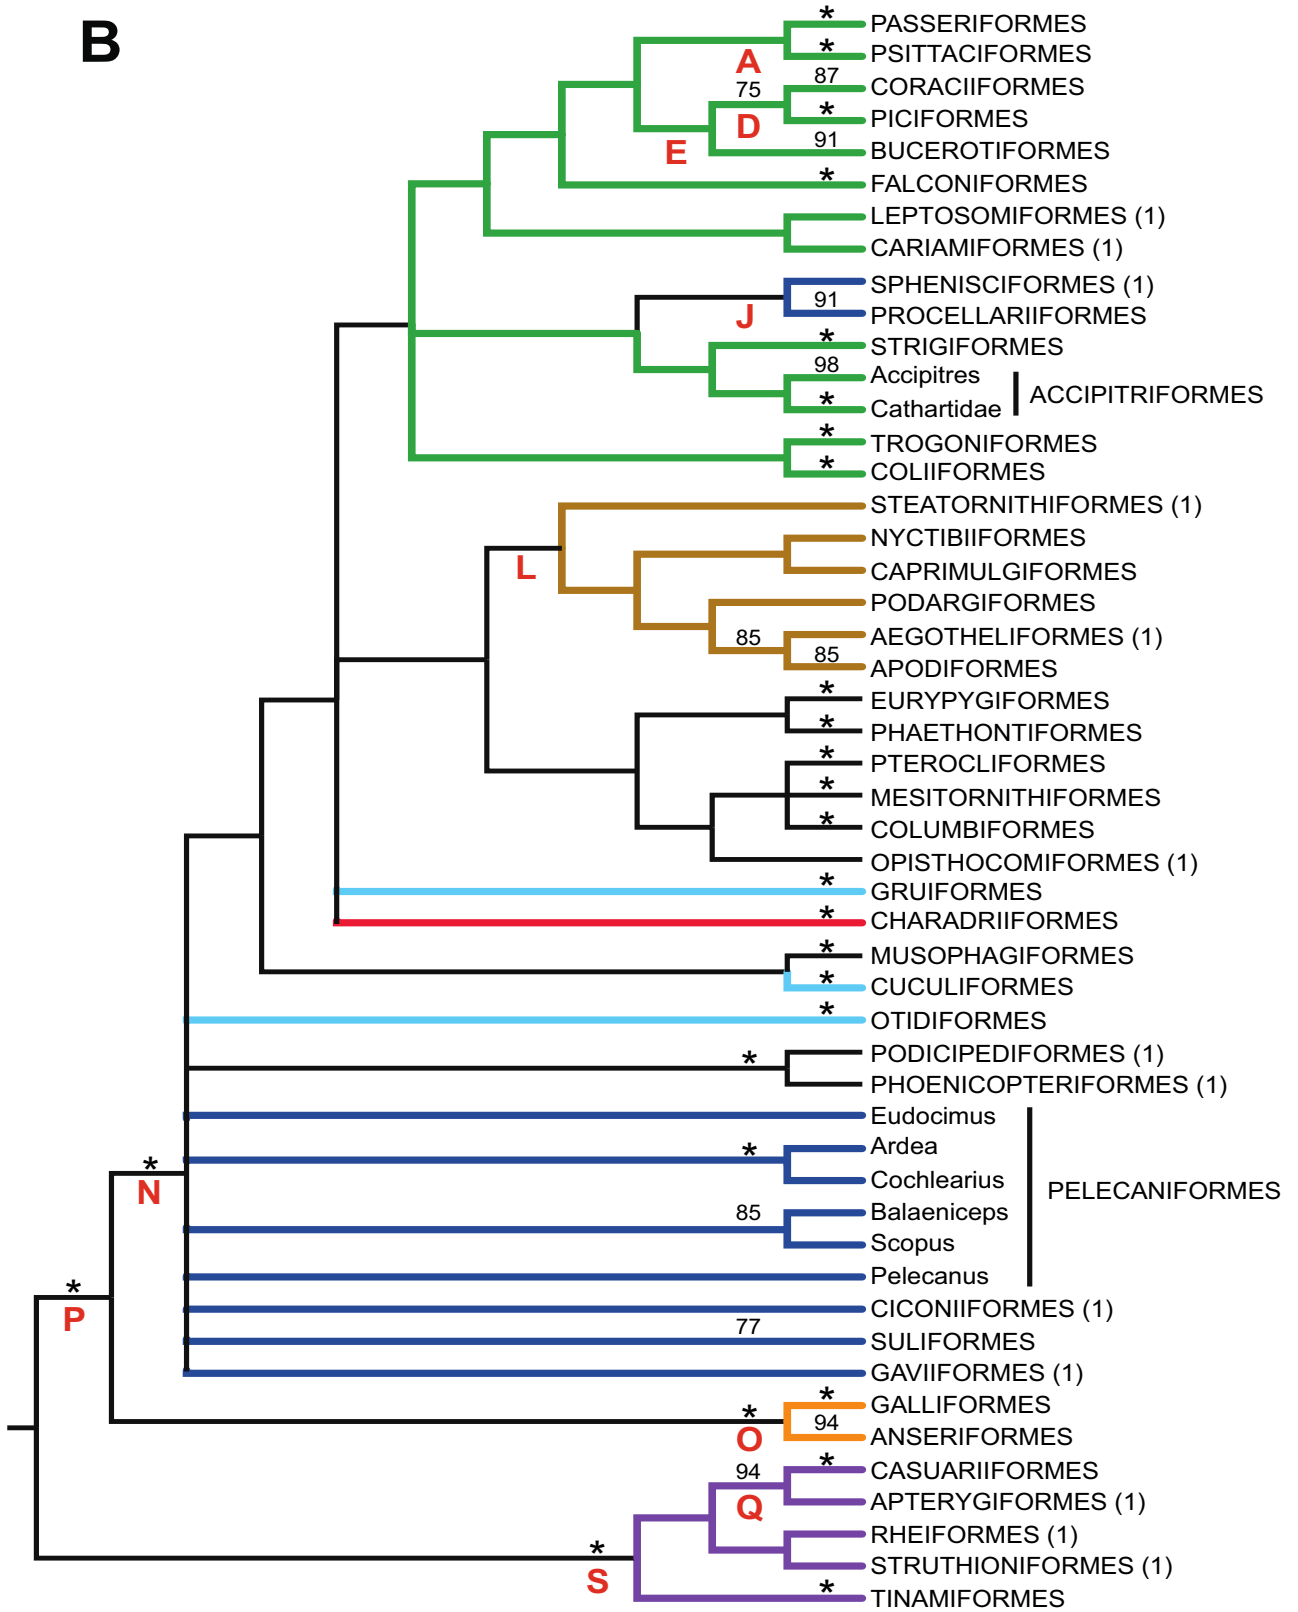 B
* PASSERIFORMES
* PSITTACIFORMES
A
87 CORACIIFORMES
75
* PICIFORMES
D
91 BUCEROTIFORMES
E
* FALCONIFORMES
LEPTOSOMIFORMES (1)
CARIAMIFORMES (1)
SPHENISCIFORMES (1)
91 PROCELLARIIFORMES
J
* STRIGIFORMES
98 Accipitres
ACCIPITRIFORMES
* Cathartidae
* TROGONIFORMES
* COLIIFORMES
STEATORNITHIFORMES (1)
NYCTIBIIFORMES
L
CAPRIMULGIFORMES
PODARGIFORMES
85 AEGOTHELIFORMES (1)
85 APODIFORMES
* EURYPYGIFORMES
* PHAETHONTIFORMES
* PTEROCLIFORMES
* MESITORNITHIFORMES
* COLUMBIFORMES
OPISTHOCOMIFORMES (1)
* GRUIFORMES
* CHARADRIIFORMES
* MUSOPHAGIFORMES
* CUCULIFORMES
* OTIDIFORMES
* PODICIPEDIFORMES (1)
PHOENICOPTERIFORMES (1)
Eudocimus
* Ardea
Cochlearius
PELECANIFORMES
* N
85 Balaeniceps
Scopus
Pelecanus
* P
CICONIIFORMES (1)
77 SULIFORMES
GAVIIFORMES (1)
* GALLIFORMES
* O
94 ANSERIFORMES
* CASUARIIFORMES
94 Q
APTERYGIFORMES (1)
RHEIFORMES (1)
* S
STRUTHIONIFORMES (1)
* TINAMIFORMES